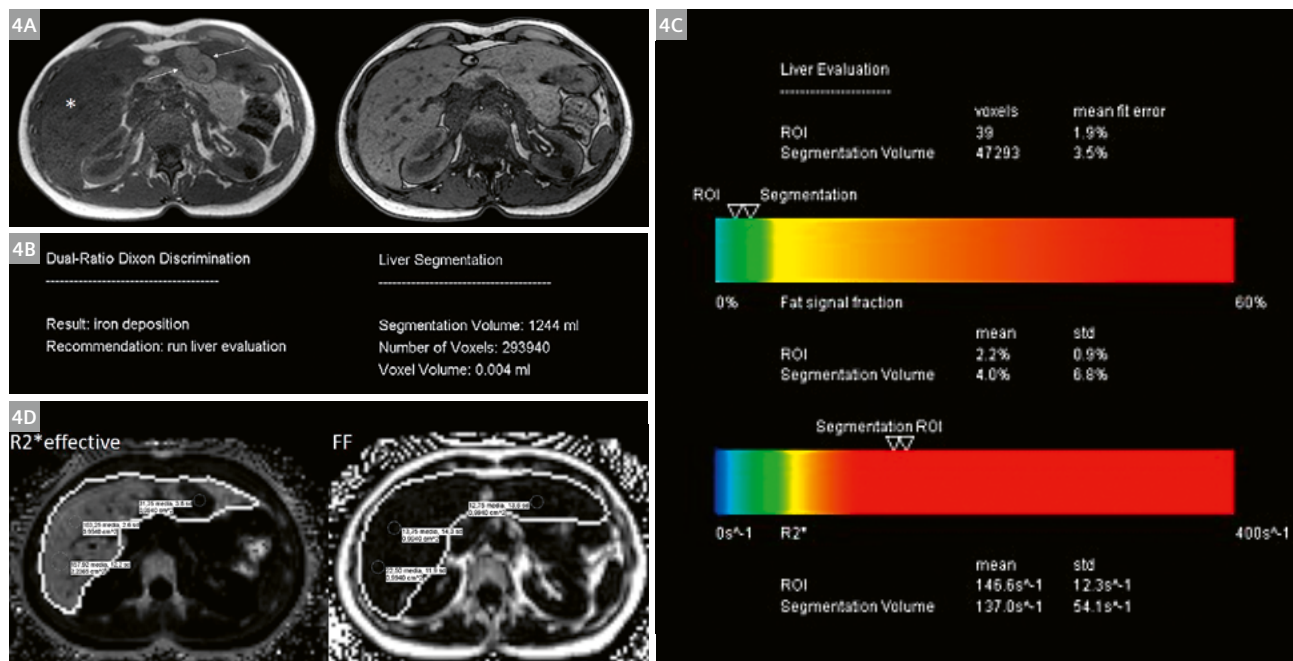 4A
*
4B
Dual-Ratio Dixon Discrimination
Result: iron deposition
Recommendation: run liver evaluation
Liver Segmentation
Segmentation Volume: 1244 ml
Number of Voxels: 293940
Voxel Volume: 0.004 ml
4C
Liver Evaluation
voxels mean fit error
ROI 39 1.9%
Segmentation Volume 47293 3.5%
ROI Segmentation
0% Fat signal fraction 60%
mean std
ROI 2.2% 0.9%
Segmentation Volume 4.0% 6.8%
Segmentation ROI
0s^-1 R2* 400s^-1
mean std
ROI 146.6s^-1 12.3s^-1
Segmentation Volume 137.0s^-1 54.1s^-1
4D
R2*effective
FF